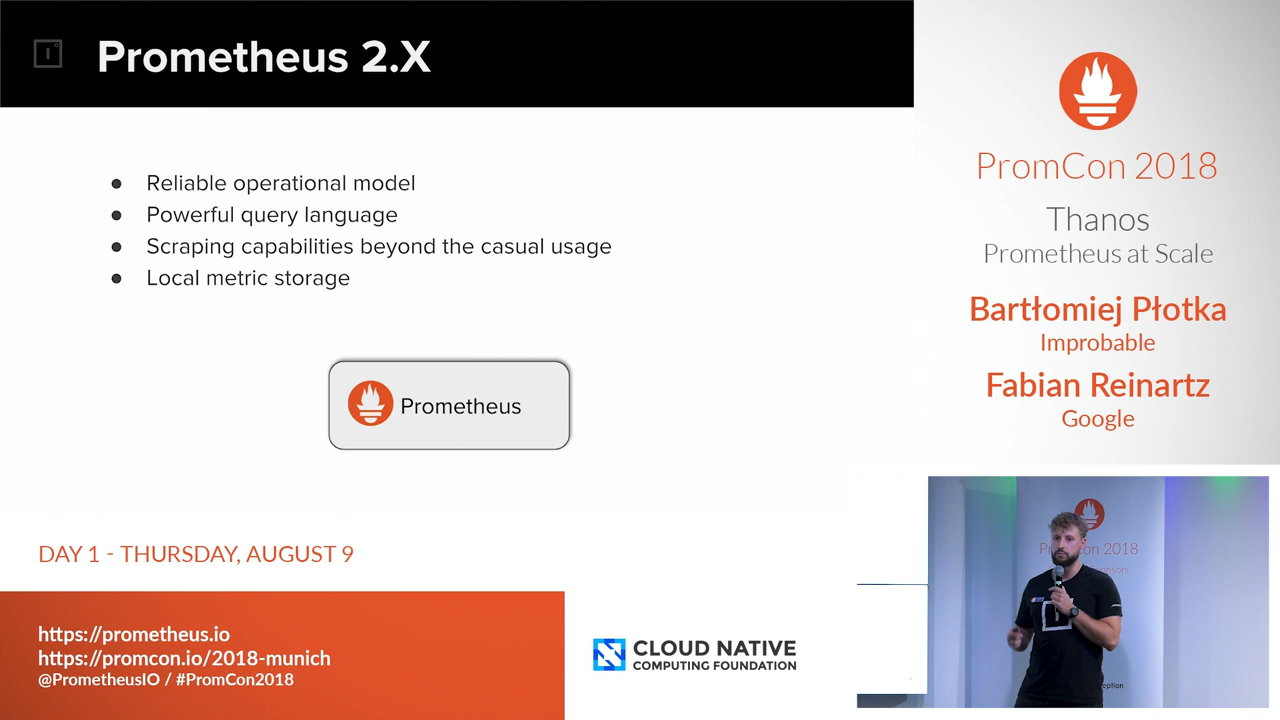 Prometheus 2.X
● Reliable operational model
● Powerful query language
● Scraping capabilities beyond the casual usage
● Local metric storage
Prometheus
DAY 1 - THURSDAY, AUGUST 9
https://prometheus.io
https://promcon.io/2018-munich
@PrometheusIO / #PromCon2018
CLOUD NATIVE
COMPUTING FOUNDATION
PromCon 2018
Thanos
Prometheus at Scale
Bartłomiej Płotka
Improbable
Fabian Reinartz
Google
2018